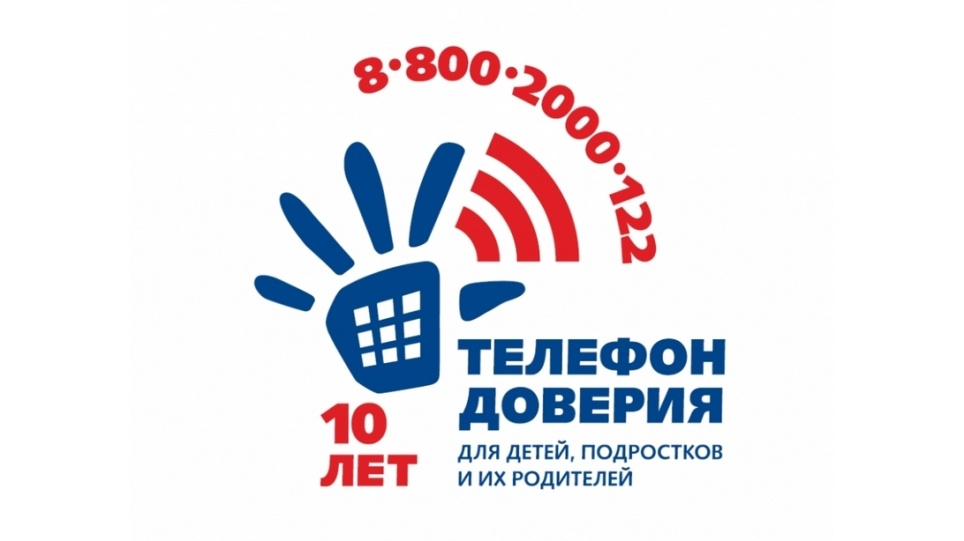 8·800·2000·122
ТЕЛЕФОН
ДОВЕРИЯ
ДЛЯ ДЕТЕЙ, ПОДРОСТКОВ
И ИХ РОДИТЕЛЕЙ
10
ЛЕТ